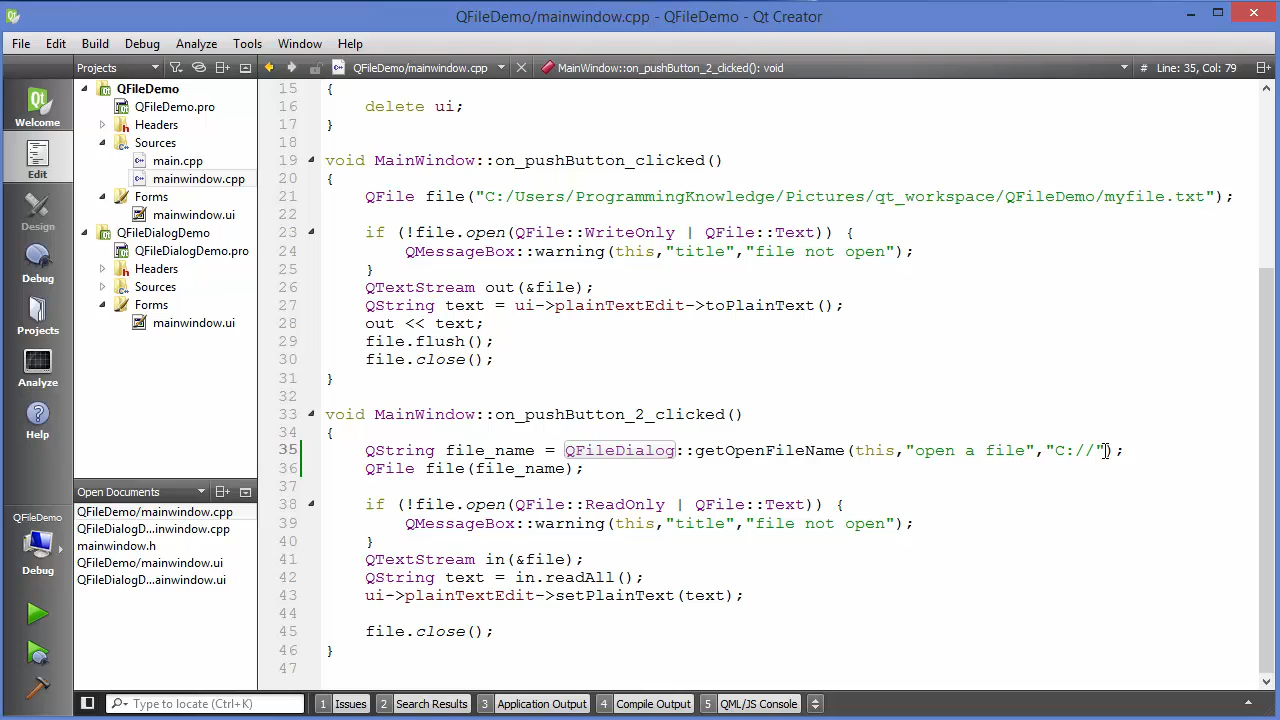 QFileDemo/mainwindow.cpp - QFileDemo - Qt Creator
File Edit Build Debug Analyze Tools Window Help
Projects QFileDemo/mainwindow.cpp MainWindow::on_pushButton_2_clicked(): void # Line: 35, Col: 79
Welcome
Edit
Design
Debug
Projects
Analyze
Help
QFileDemo
Debug
QFileDemo
QFileDemo.pro
Headers
Sources
main.cpp
mainwindow.cpp
Forms
mainwindow.ui
QFileDialogDemo
QFileDialogDemo.pro
Headers
Sources
Forms
mainwindow.ui
Open Documents
QFileDemo/mainwindow.cpp
QFileDialogD...inwindow.cpp
mainwindow.h
QFileDemo/mainwindow.ui
QFileDialogD...ainwindow.ui
15 {
16 delete ui;
17 }
18
19 void MainWindow::on_pushButton_clicked()
20 {
21 QFile file("C:/Users/ProgrammingKnowledge/Pictures/qt_workspace/QFileDemo/myfile.txt");
22
23 if (!file.open(QFile::WriteOnly | QFile::Text)) {
24 QMessageBox::warning(this,"title","file not open");
25 }
26 QTextStream out(&file);
27 QString text = ui->plainTextEdit->toPlainText();
28 out << text;
29 file.flush();
30 file.close();
31 }
32
33 void MainWindow::on_pushButton_2_clicked()
34 {
35 QString file_name = QFileDialog::getOpenFileName(this,"open a file","C://");
36 QFile file(file_name);
37
38 if (!file.open(QFile::ReadOnly | QFile::Text)) {
39 QMessageBox::warning(this,"title","file not open");
40 }
41 QTextStream in(&file);
42 QString text = in.readAll();
43 ui->plainTextEdit->setPlainText(text);
44
45 file.close();
46 }
47
Type to locate (Ctrl+K) 1 Issues 2 Search Results 3 Application Output 4 Compile Output 5 QML/JS Console